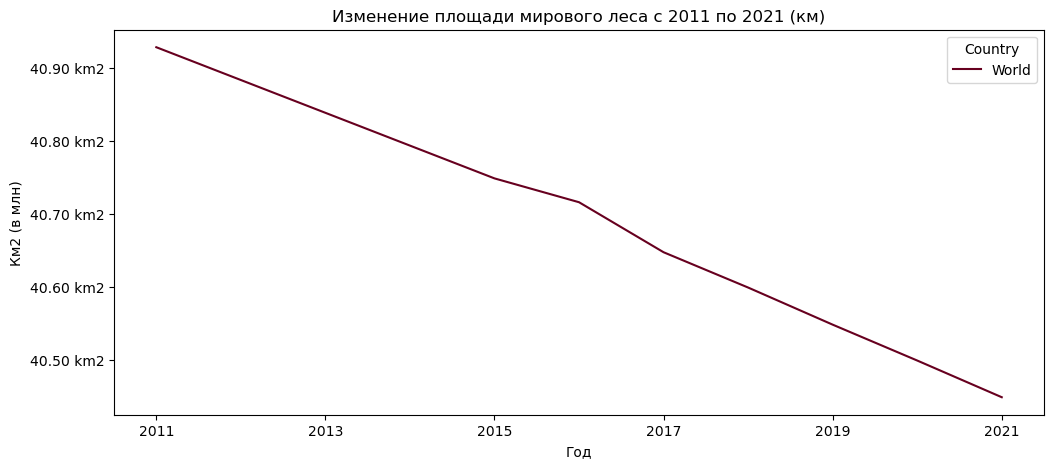 Изменение площади мирового леса с 2011 по 2021 (км)
Country
World
40.90 km2
40.80 km2
40.70 km2
40.60 km2
40.50 km2
Км2 (в млн)
2011 2013 2015 2017 2019 2021
Год